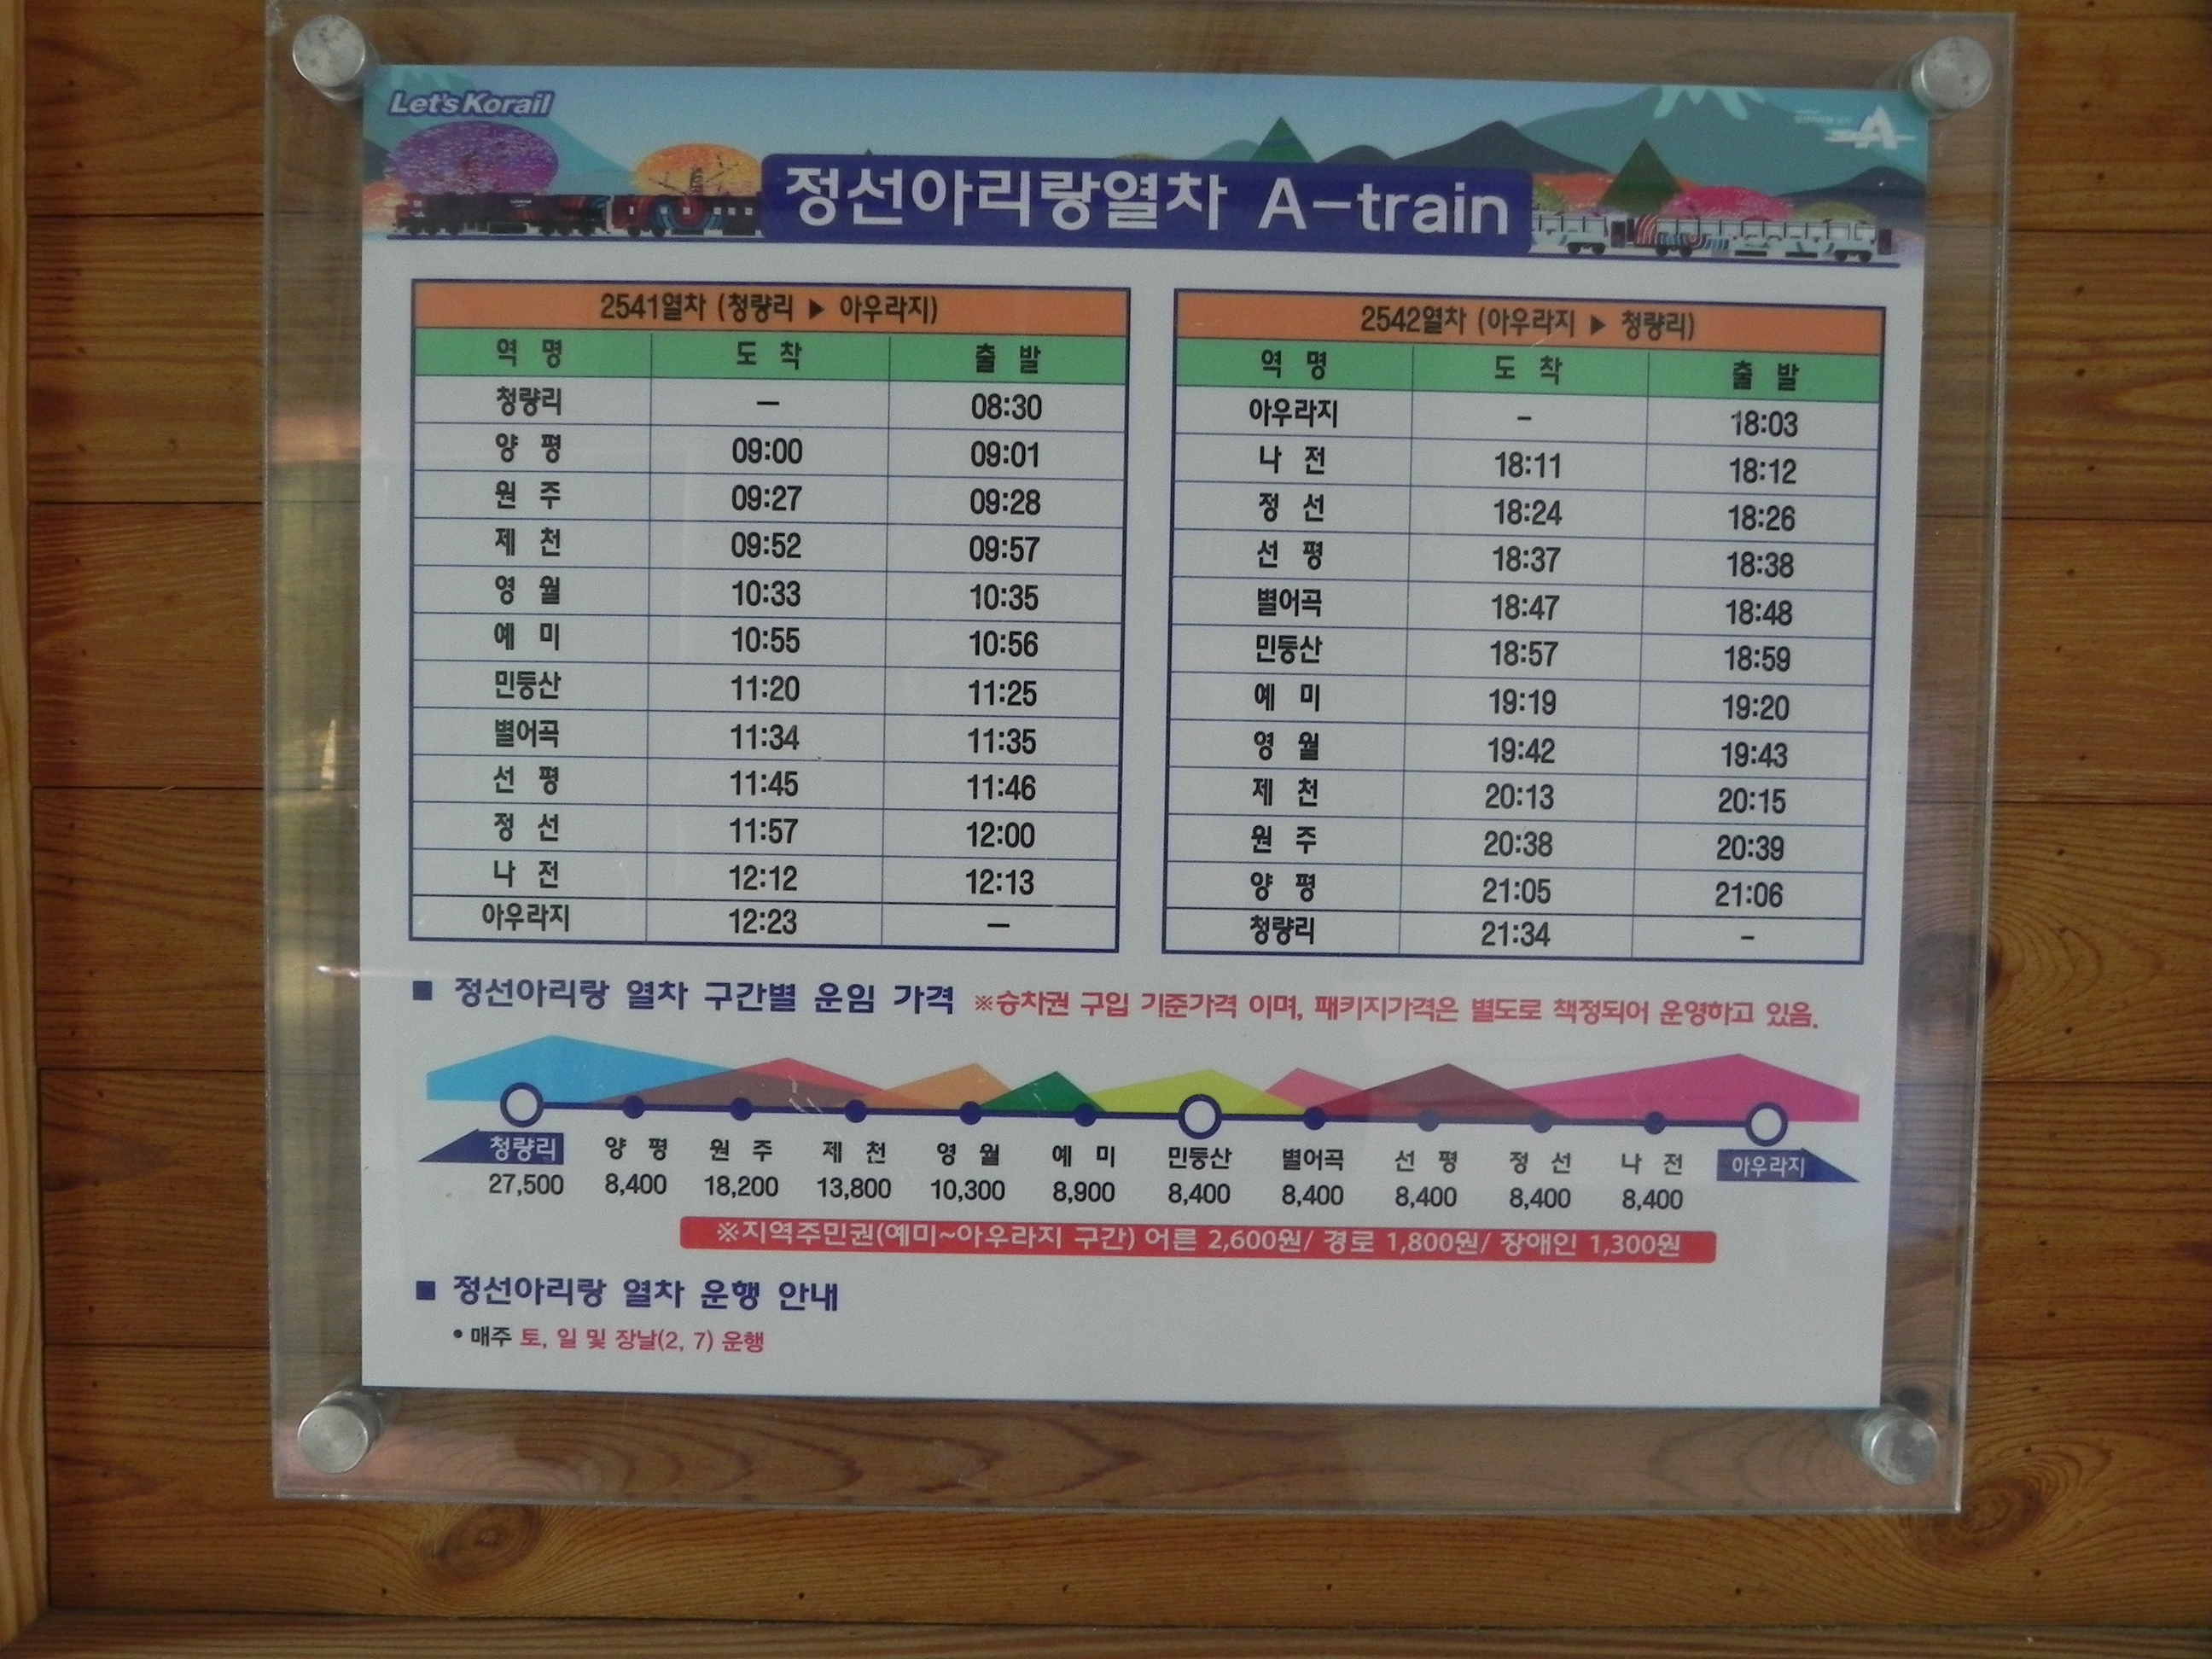 Let's Korail
정선아리랑열차 A-train
2541열차 (청량리 ▶ 아우라지)
역 명 도 착 출 발
청량리 – 08:30
양 평 09:00 09:01
원 주 09:27 09:28
제 천 09:52 09:57
영 월 10:33 10:35
예 미 10:55 10:56
민둥산 11:20 11:25
별어곡 11:34 11:35
선 평 11:45 11:46
정 선 11:57 12:00
나 전 12:12 12:13
아우라지 12:23 –
2542열차 (아우라지 ▶ 청량리)
역 명 도 착 출 발
아우라지 – 18:03
나 전 18:11 18:12
정 선 18:24 18:26
선 평 18:37 18:38
별어곡 18:47 18:48
민둥산 18:57 18:59
예 미 19:19 19:20
영 월 19:42 19:43
제 천 20:13 20:15
원 주 20:38 20:39
양 평 21:05 21:06
청량리 21:34 –
■ 정선아리랑 열차 구간별 운임 가격 ※승차권 구입 기준가격 이며, 패키지가격은 별도로 책정되어 운영하고 있음.
청량리 양 평 원 주 제 천 영 월 예 미 민둥산 별어곡 선 평 정 선 나 전 아우라지
27,500 8,400 18,200 13,800 10,300 8,900 8,400 8,400 8,400 8,400 8,400
※지역주민권(예미~아우라지 구간) 어른 2,600원/ 경로 1,800원/ 장애인 1,300원
■ 정선아리랑 열차 운행 안내
• 매주 토, 일 및 장날(2, 7) 운행